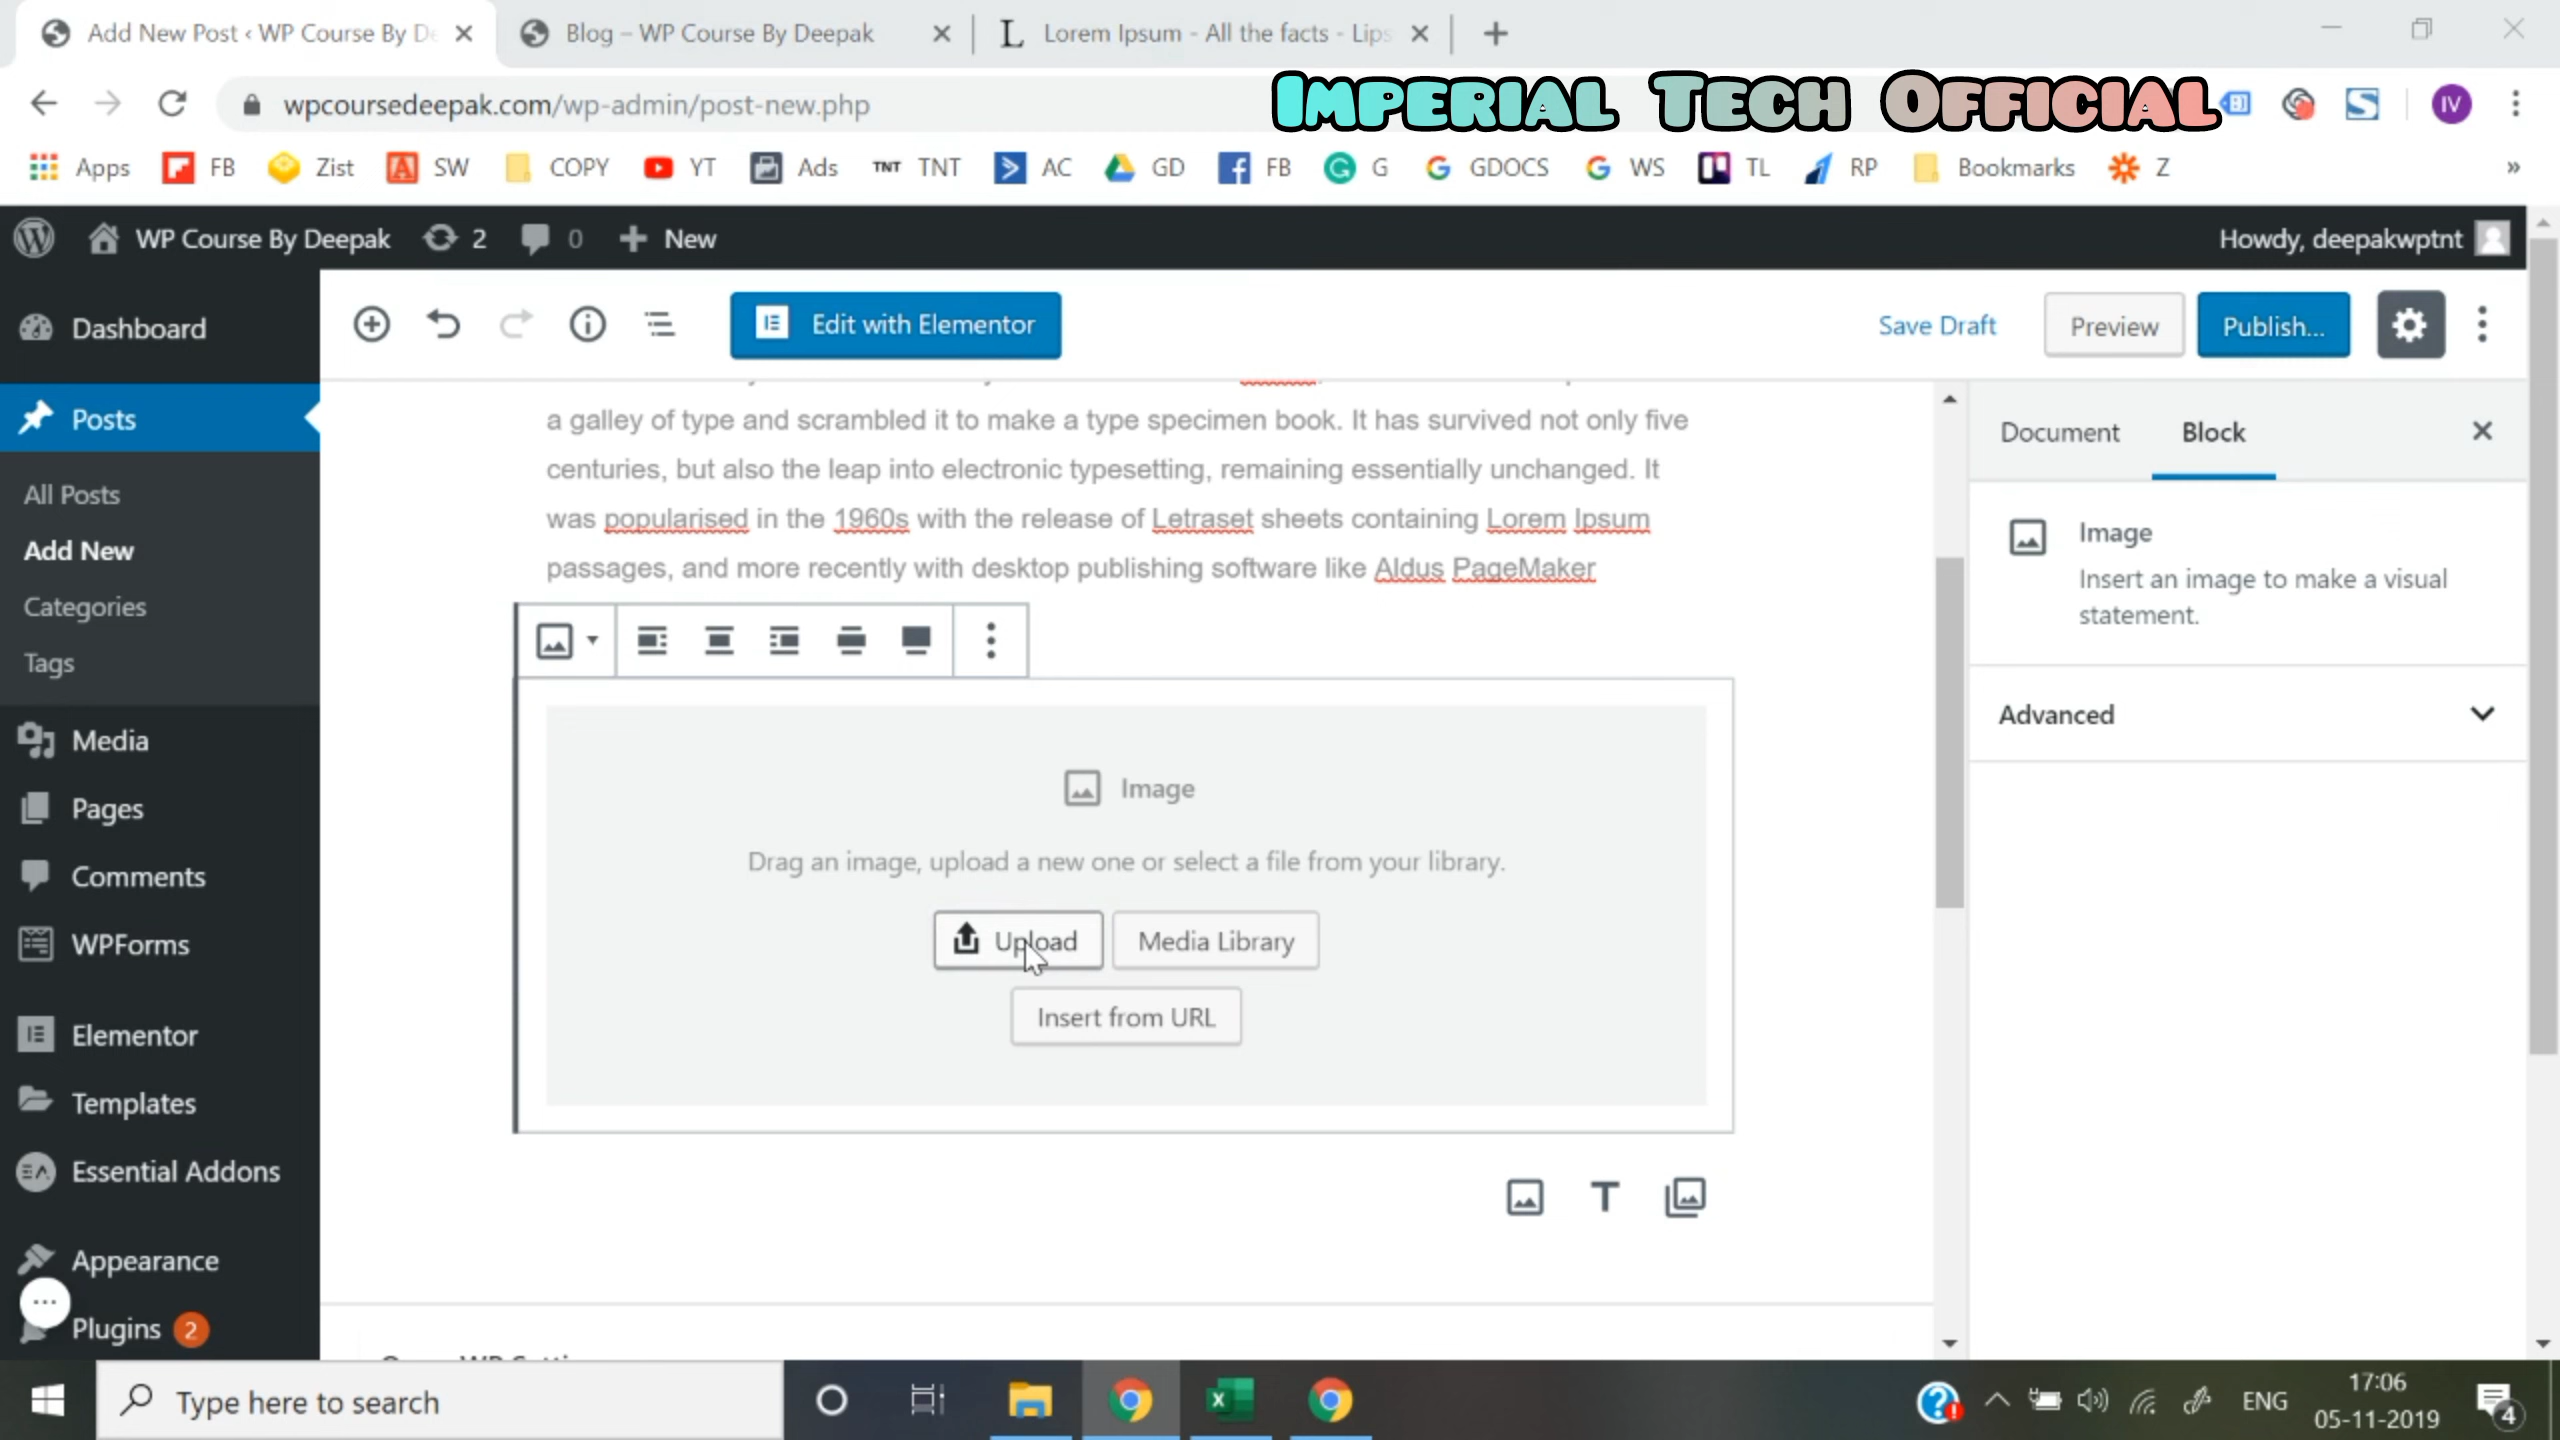 Add New Post ‹ WP Course By De
Blog – WP Course By Deepak
Lorem Ipsum - All the facts - Lips
wpcoursedeepak.com/wp-admin/post-new.php
Imperial Tech Official
IV
Apps
FB
Zist
SW
COPY
YT
Ads
TNT TNT
AC
GD
FB
G
GDOCS
WS
TL
RP
Bookmarks
Z
»
WP Course By Deepak
2
0
New
Howdy, deepakwptnt
Dashboard
Posts
All Posts
Add New
Categories
Tags
Media
Pages
Comments
WPForms
Elementor
Templates
Essential Addons
Appearance
Plugins 2
Edit with Elementor
Save Draft
Preview
Publish...
a galley of type and scrambled it to make a type specimen book. It has survived not only five
centuries, but also the leap into electronic typesetting, remaining essentially unchanged. It
was popularised in the 1960s with the release of Letraset sheets containing Lorem Ipsum
passages, and more recently with desktop publishing software like Aldus PageMaker
Image
Drag an image, upload a new one or select a file from your library.
Upload
Media Library
Insert from URL
Document
Block
Image
Insert an image to make a visual
statement.
Advanced
Type here to search
ENG
17:06
05-11-2019
4